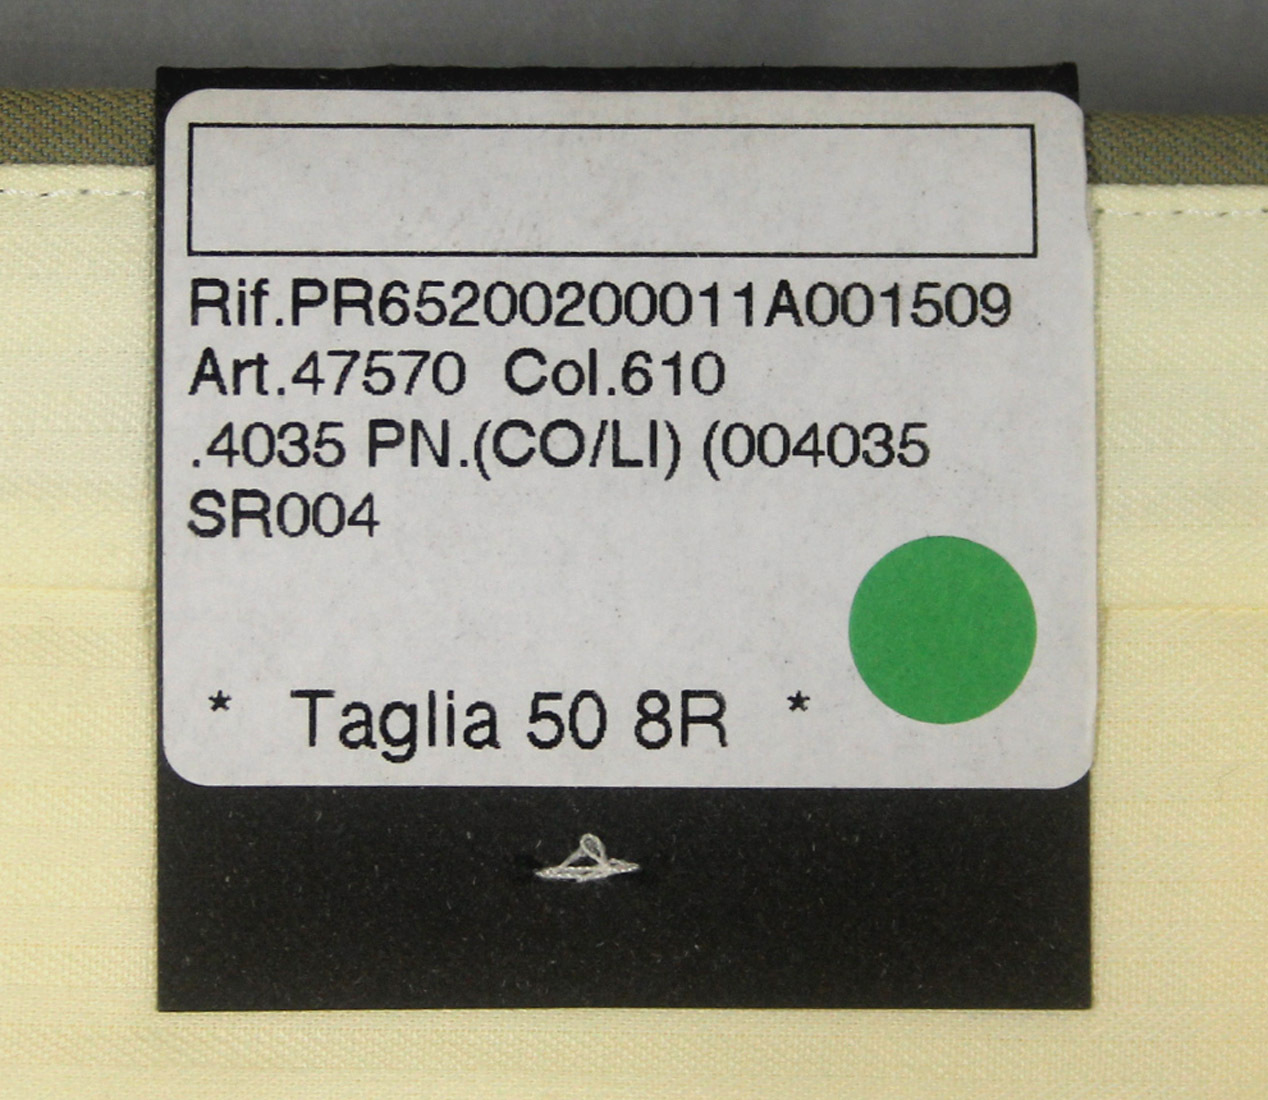 Rif.PR65200200011A001509
Art.47570 Col.610
.4035 PN.(CO/LI) (004035
SR004
* Taglia 50 8R *